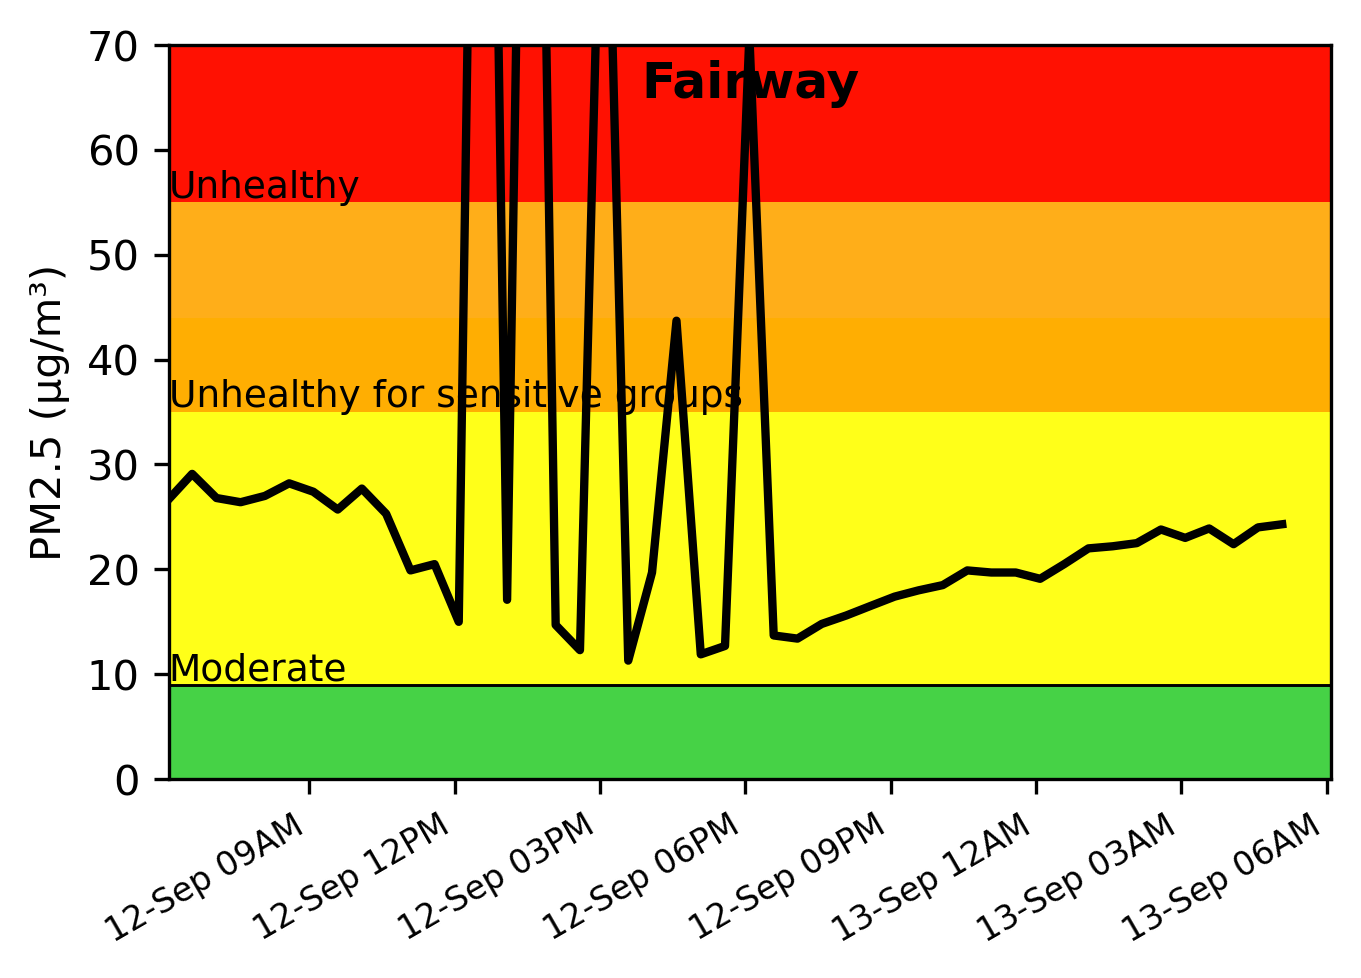 Fairway
PM2.5 (µg/m³)
70
60
50
40
30
20
10
0
Unhealthy
Unhealthy for sensitive groups
Moderate
12-Sep 09AM
12-Sep 12PM
12-Sep 03PM
12-Sep 06PM
12-Sep 09PM
13-Sep 12AM
13-Sep 03AM
13-Sep 06AM